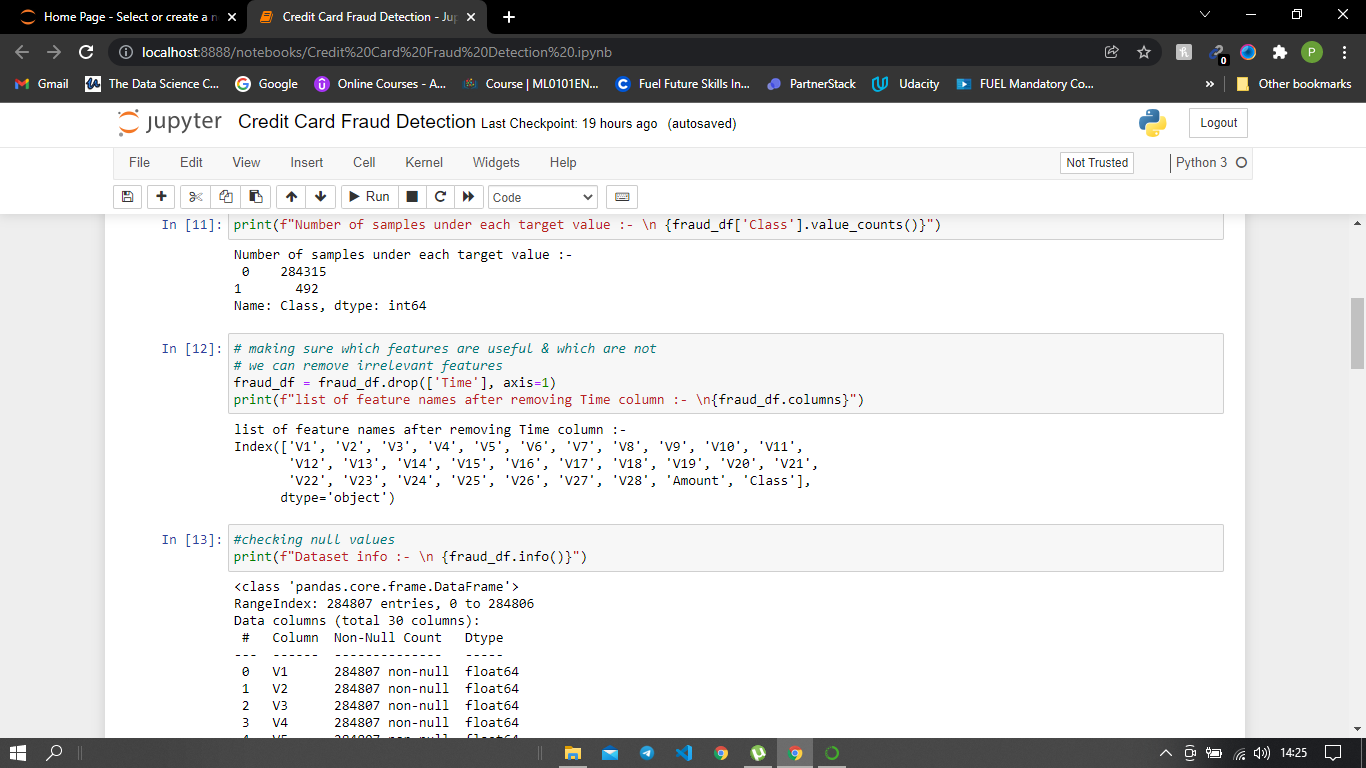 Home Page - Select or create a n
Credit Card Fraud Detection - Jup
localhost:8888/notebooks/Credit%20Card%20Fraud%20Detection%20.ipynb
P
0
Gmail
The Data Science C...
Google
Online Courses - A...
Course | ML0101EN...
Fuel Future Skills In...
PartnerStack
Udacity
FUEL Mandatory Co...
»
Other bookmarks
jupyter Credit Card Fraud Detection Last Checkpoint: 19 hours ago (autosaved)
Logout
File Edit View Insert Cell Kernel Widgets Help
Not Trusted
Python 3
Run
Code
In [11]: print(f"Number of samples under each target value :- \n {fraud_df['Class'].value_counts()}")
Number of samples under each target value :-
0    284315
1       492
Name: Class, dtype: int64
In [12]: # making sure which features are useful & which are not
# we can remove irrelevant features
fraud_df = fraud_df.drop(['Time'], axis=1)
print(f"list of feature names after removing Time column :- \n{fraud_df.columns}")
list of feature names after removing Time column :-
Index(['V1', 'V2', 'V3', 'V4', 'V5', 'V6', 'V7', 'V8', 'V9', 'V10', 'V11',
'V12', 'V13', 'V14', 'V15', 'V16', 'V17', 'V18', 'V19', 'V20', 'V21',
'V22', 'V23', 'V24', 'V25', 'V26', 'V27', 'V28', 'Amount', 'Class'],
dtype='object')
In [13]: #checking null values
print(f"Dataset info :- \n {fraud_df.info()}")
<class 'pandas.core.frame.DataFrame'>
RangeIndex: 284807 entries, 0 to 284806
Data columns (total 30 columns):
#   Column  Non-Null Count   Dtype
---  ------  --------------   -----
0   V1      284807 non-null  float64
1   V2      284807 non-null  float64
2   V3      284807 non-null  float64
3   V4      284807 non-null  float64
14:25